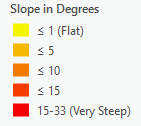 Slope in Degrees
≤ 1 (Flat)
≤ 5
≤ 10
≤ 15
15-33 (Very Steep)